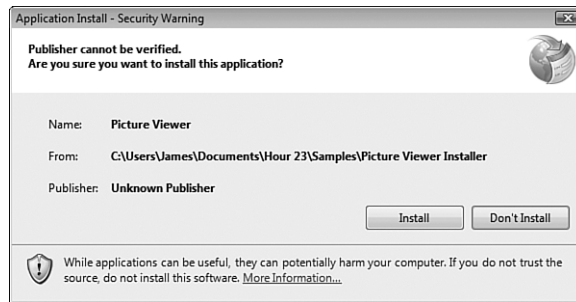 Application Install - Security Warning
Publisher cannot be verified.
Are you sure you want to install this application?
Name: Picture Viewer
From: C:\Users\James\Documents\Hour 23\Samples\Picture Viewer Installer
Publisher: Unknown Publisher
Install Don't Install
While applications can be useful, they can potentially harm your computer. If you do not trust the
source, do not install this software. More Information...